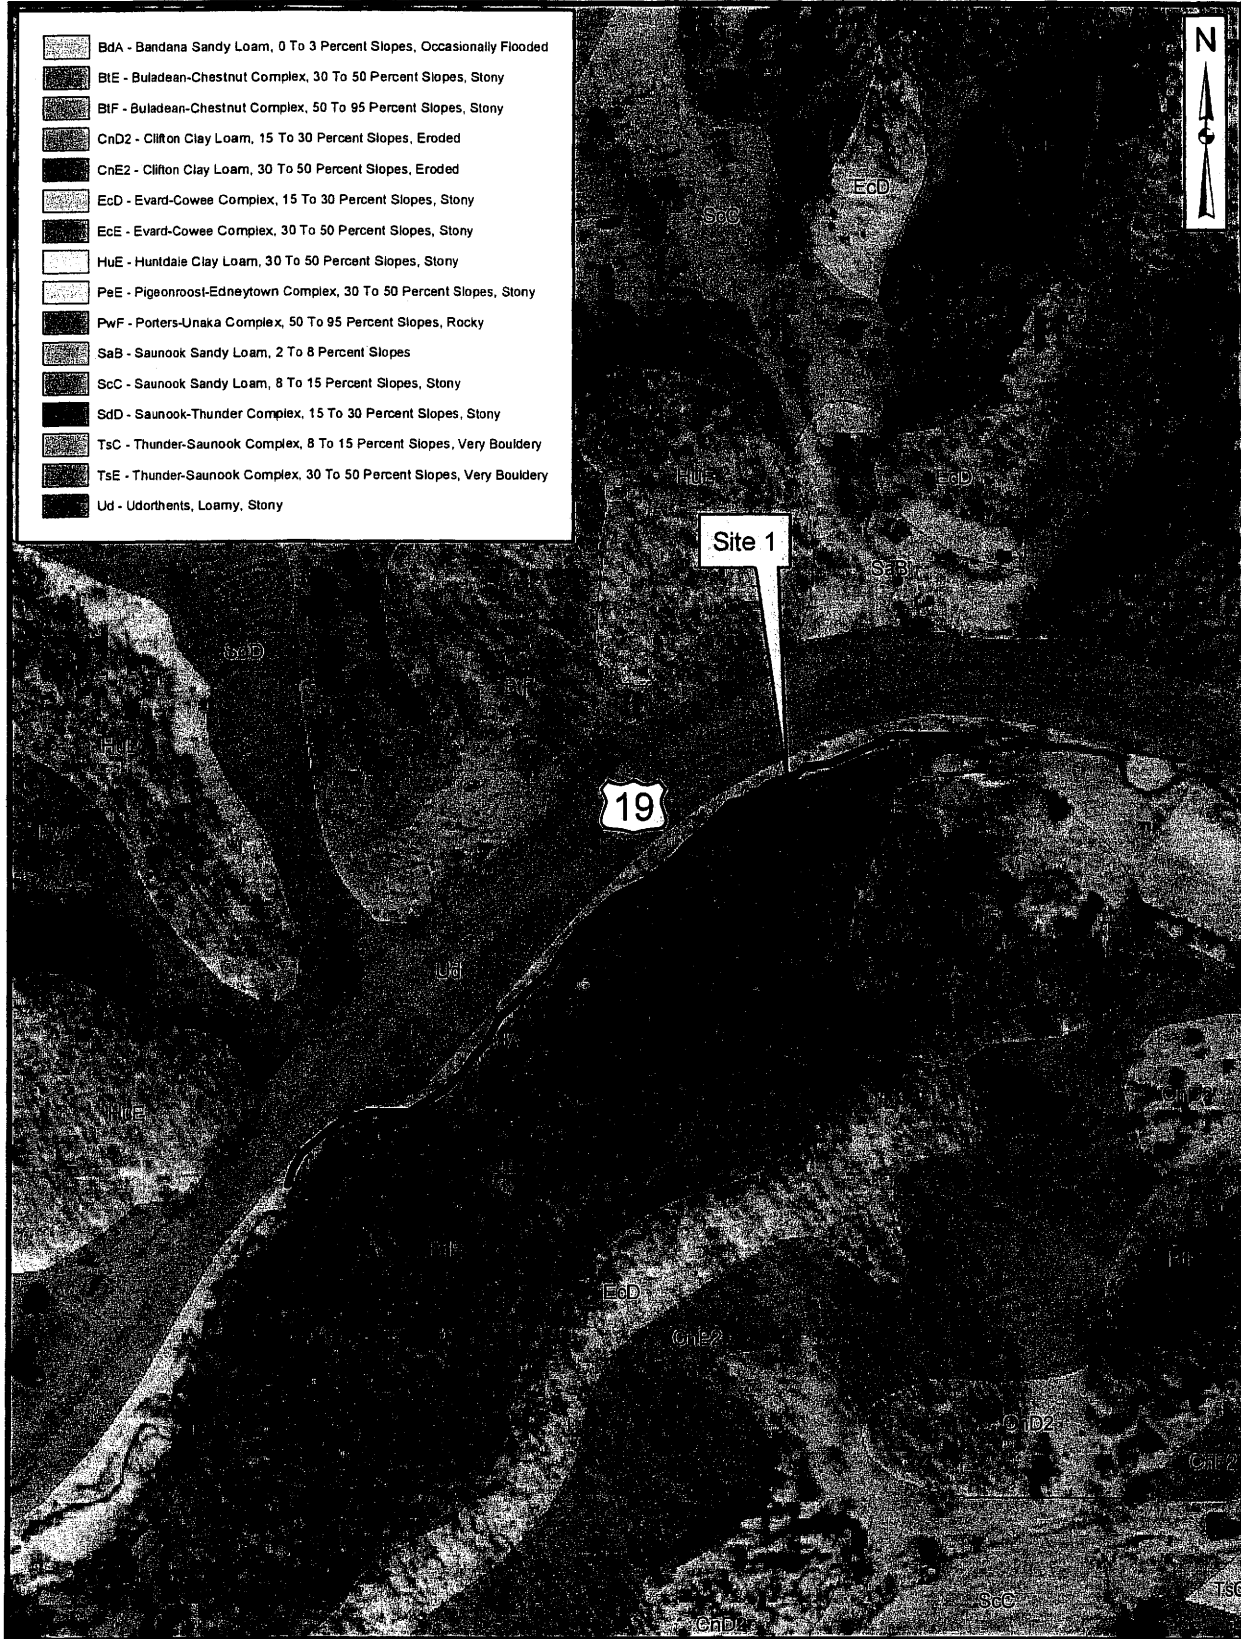 BdA - Bandana Sandy Loam, 0 To 3 Percent Slopes, Occasionally Flooded
BtE - Buladean-Chestnut Complex, 30 To 50 Percent Slopes, Stony
BtF - Buladean-Chestnut Complex, 50 To 95 Percent Slopes, Stony
CnD2 - Clifton Clay Loam, 15 To 30 Percent Slopes, Eroded
CnE2 - Clifton Clay Loam, 30 To 50 Percent Slopes, Eroded
EcD - Evard-Cowee Complex, 15 To 30 Percent Slopes, Stony
EcE - Evard-Cowee Complex, 30 To 50 Percent Slopes, Stony
HuE - Huntdale Clay Loam, 30 To 50 Percent Slopes, Stony
PeE - Pigeonroost-Edneytown Complex, 30 To 50 Percent Slopes, Stony
PwF - Porters-Unaka Complex, 50 To 95 Percent Slopes, Rocky
SaB - Saunook Sandy Loam, 2 To 8 Percent Slopes
ScC - Saunook Sandy Loam, 8 To 15 Percent Slopes, Stony
SdD - Saunook-Thunder Complex, 15 To 30 Percent Slopes, Stony
TsC - Thunder-Saunook Complex, 8 To 15 Percent Slopes, Very Bouldery
TsE - Thunder-Saunook Complex, 30 To 50 Percent Slopes, Very Bouldery
Ud - Udorthents, Loamy, Stony
N
EcD
ScC
HuE
EcD
Site 1
SaB
SdD
HuE
19
Ud
CnD2
HuE
EcD
CnE2
CnD2
CnE2
TsC
ScC
CnD2